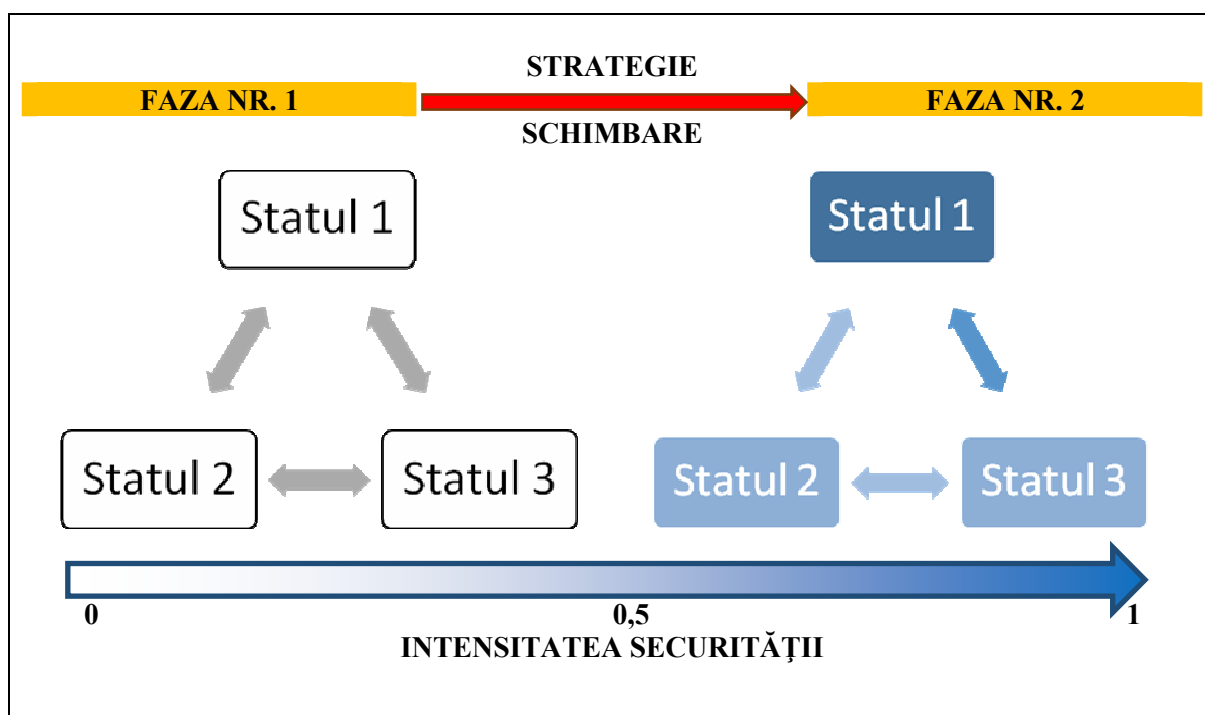 STRATEGIE
FAZA NR. 1
FAZA NR. 2
SCHIMBARE
Statul 1
Statul 1
Statul 2
Statul 3
Statul 2
Statul 3
0
0,5
1
INTENSITATEA SECURITĂŢII